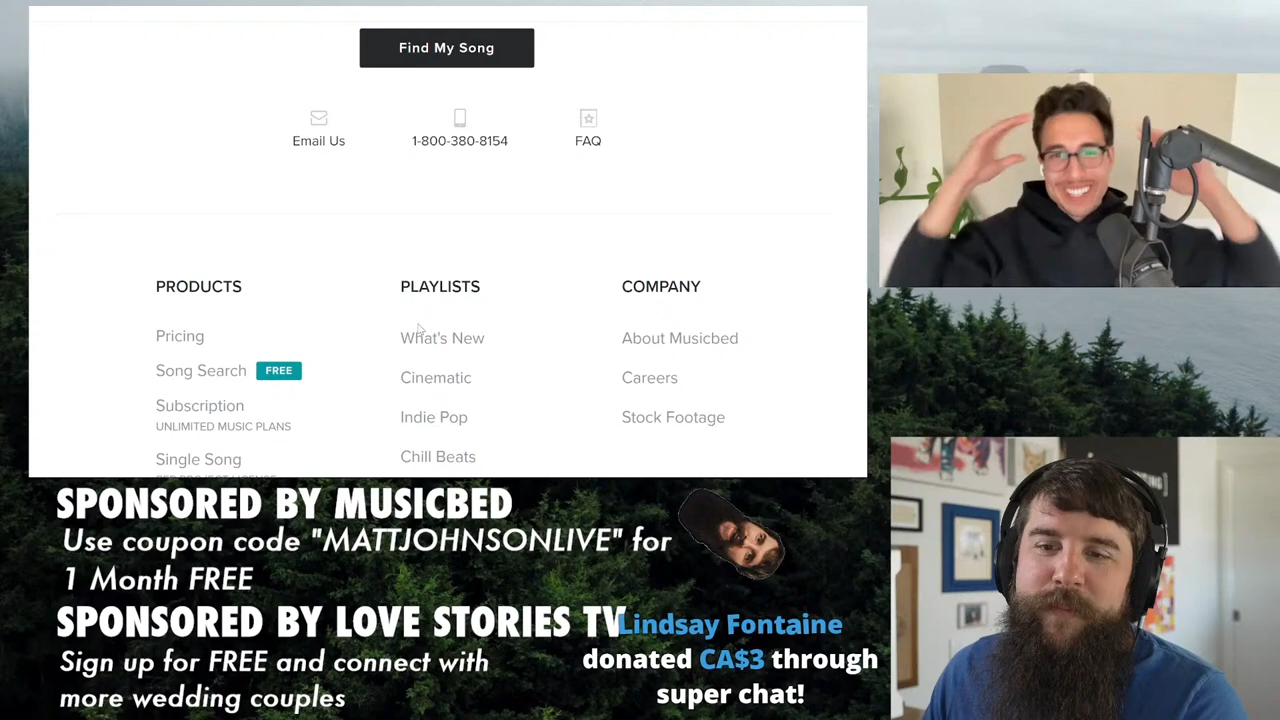 Find My Song
Email Us
1-800-380-8154
FAQ
PRODUCTS
Pricing
Song Search FREE
Subscription
UNLIMITED MUSIC PLANS
Single Song
PLAYLISTS
What's New
Cinematic
Indie Pop
Chill Beats
COMPANY
About Musicbed
Careers
Stock Footage
SPONSORED BY MUSICBED
Use coupon code "MATTJOHNSONLIVE" for
1 Month FREE
SPONSORED BY LOVE STORIES TV
Sign up for FREE and connect with
more wedding couples
Lindsay Fontaine
donated CA$3 through
super chat!